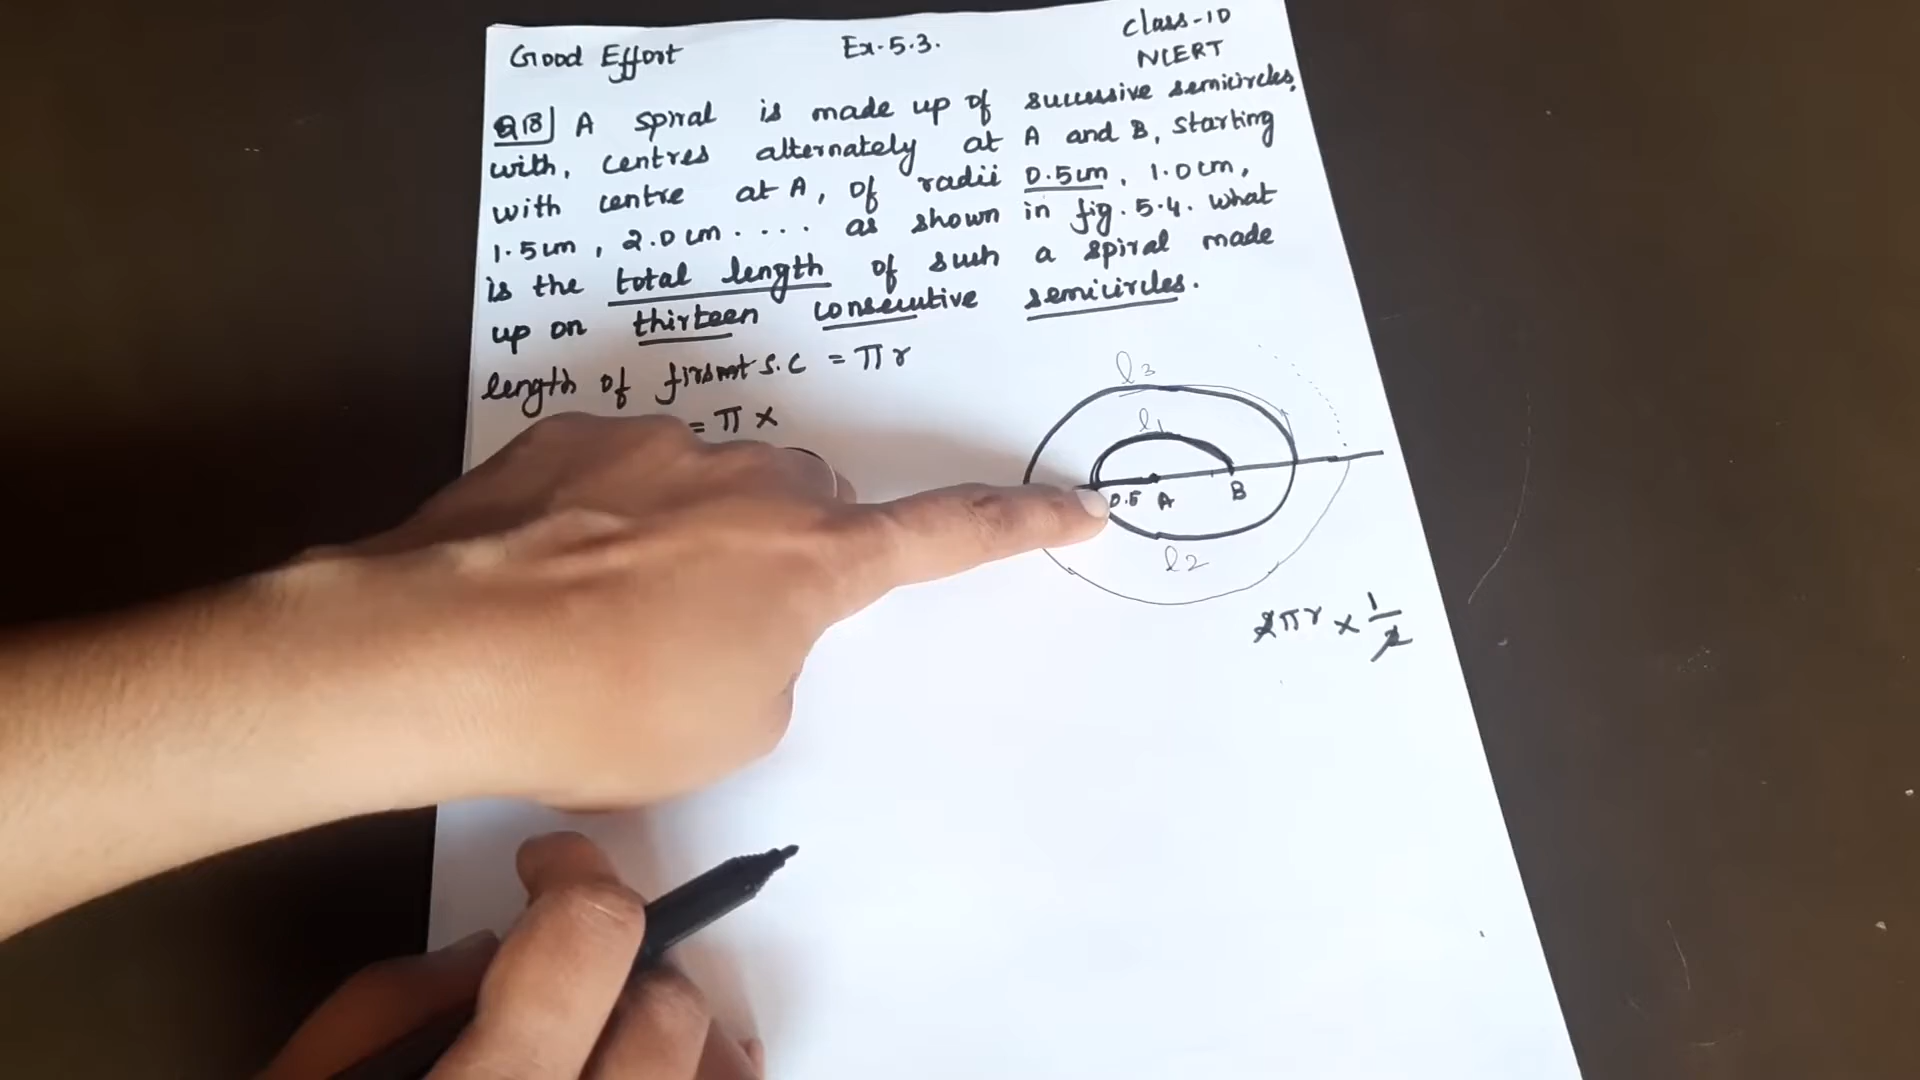 Good Effort Ex-5.3. Class-10
NCERT
Q18] A spiral is made up of successive semicircles,
with, centres alternately at A and B, starting
with centre at A, of radii 0.5cm, 1.0cm,
1.5cm, 2.0cm.... as shown in fig. 5.4. what
is the total length of such a spiral made
up on thirteen consecutive semicircles.
length of S.C = πr
= π ×
l3
l1
0.5 A B
l2
2πr × 1/2